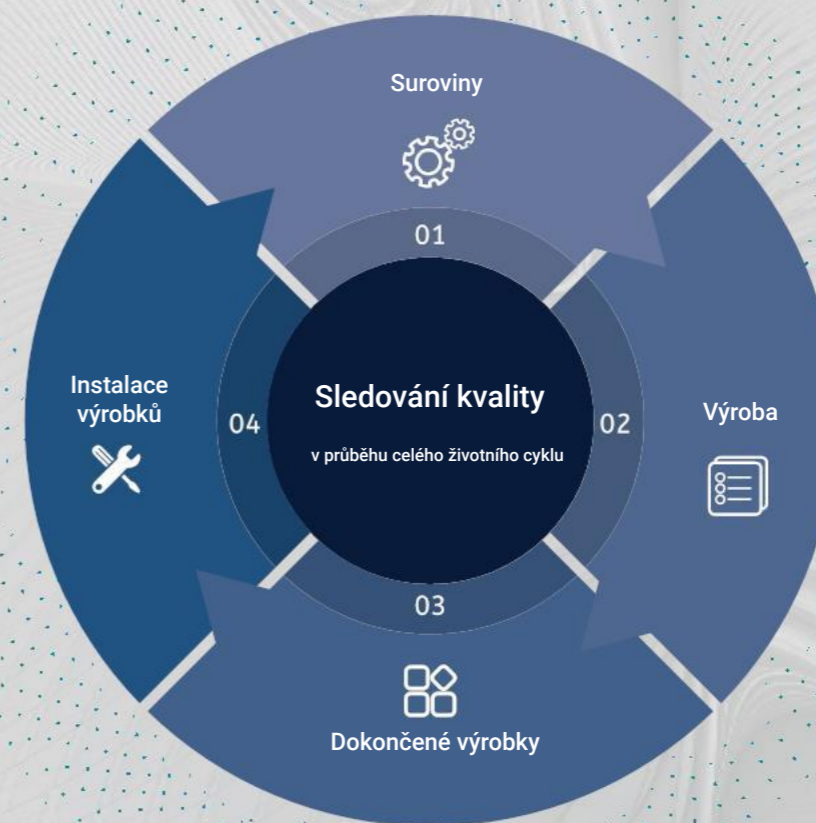 Suroviny
01
Instalace
výrobků
04
Sledování kvality
v průběhu celého životního cyklu
02
Výroba
03
Dokončené výrobky